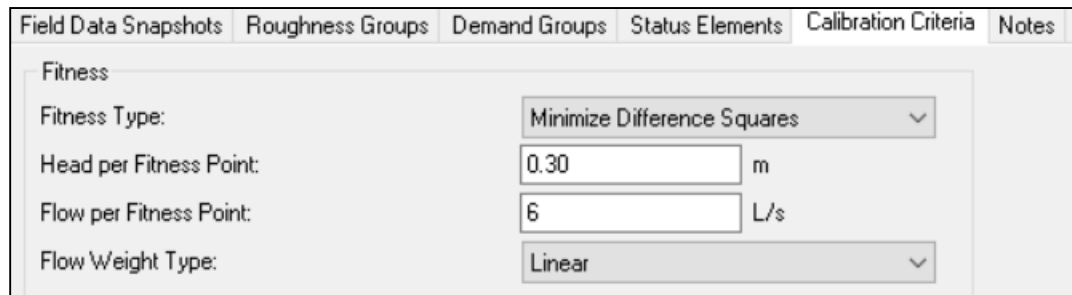 Field Data Snapshots Roughness Groups Demand Groups Status Elements Calibration Criteria Notes
Fitness
Fitness Type: Minimize Difference Squares
Head per Fitness Point: 0.30 m
Flow per Fitness Point: 6 L/s
Flow Weight Type: Linear